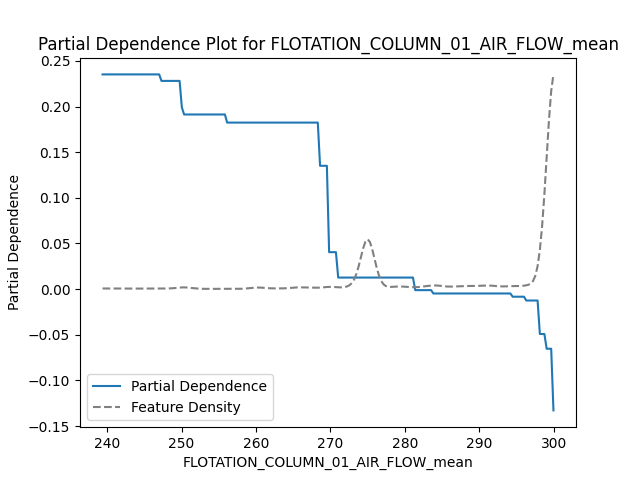 Partial Dependence Plot for FLOTATION_COLUMN_01_AIR_FLOW_mean
0.25
0.20
0.15
0.10
0.05
0.00
−0.05
−0.10
−0.15
Partial Dependence
Partial Dependence
Feature Density
240 250 260 270 280 290 300
FLOTATION_COLUMN_01_AIR_FLOW_mean